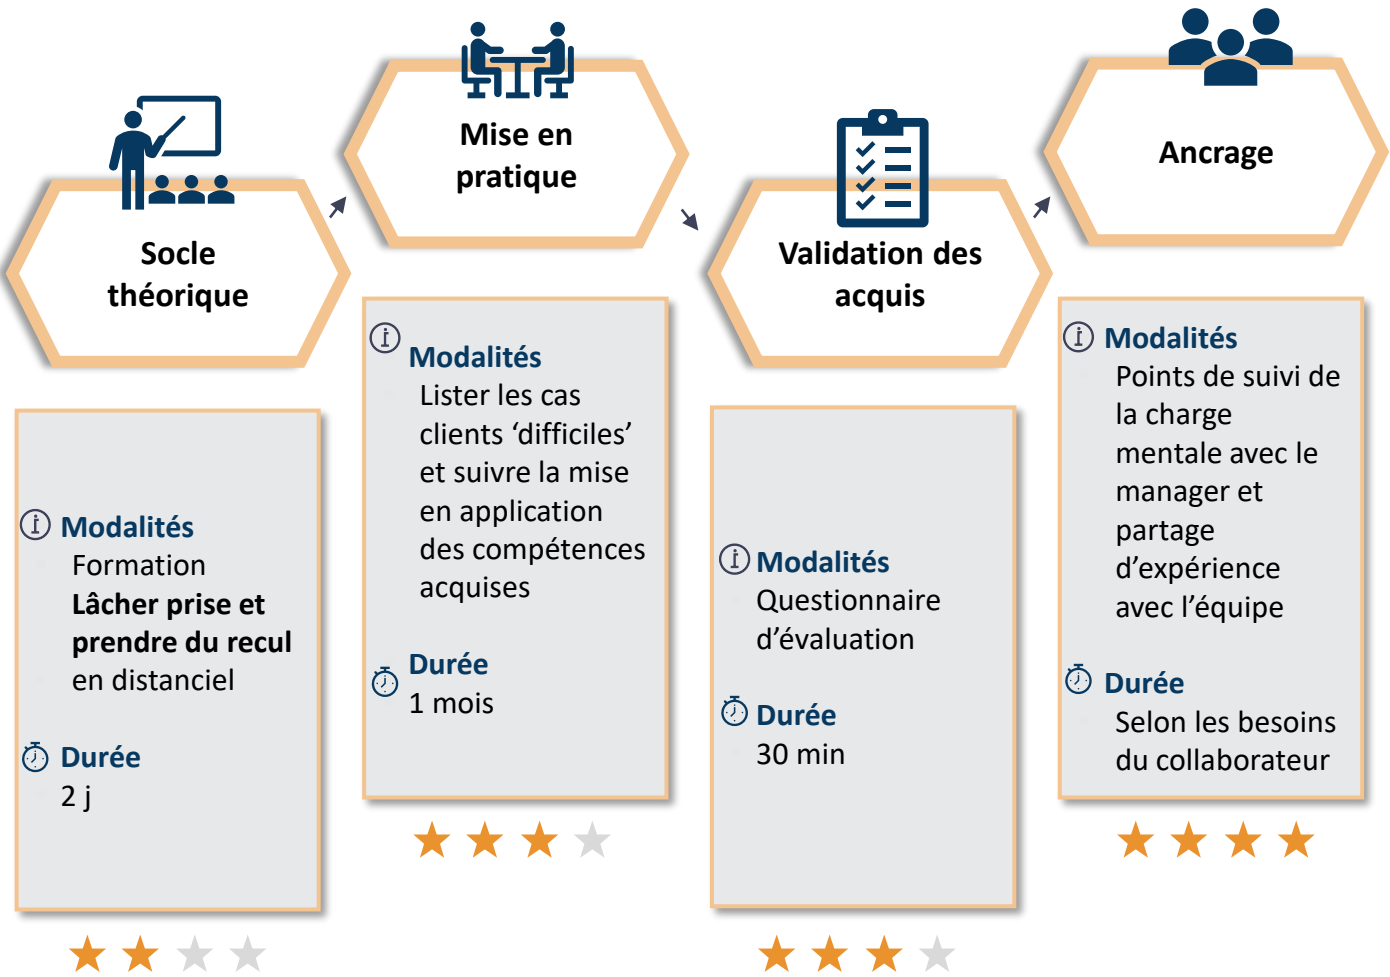 Socle
théorique
Modalités
Formation
Lâcher prise et
prendre du recul
en distanciel
Durée
2 j
Mise en
pratique
Modalités
Lister les cas
clients ‘difficiles’
et suivre la mise
en application
des compétences
acquises
Durée
1 mois
Validation des
acquis
Modalités
Questionnaire
d’évaluation
Durée
30 min
Ancrage
Modalités
Points de suivi de
la charge
mentale avec le
manager et
partage
d’expérience
avec l’équipe
Durée
Selon les besoins
du collaborateur